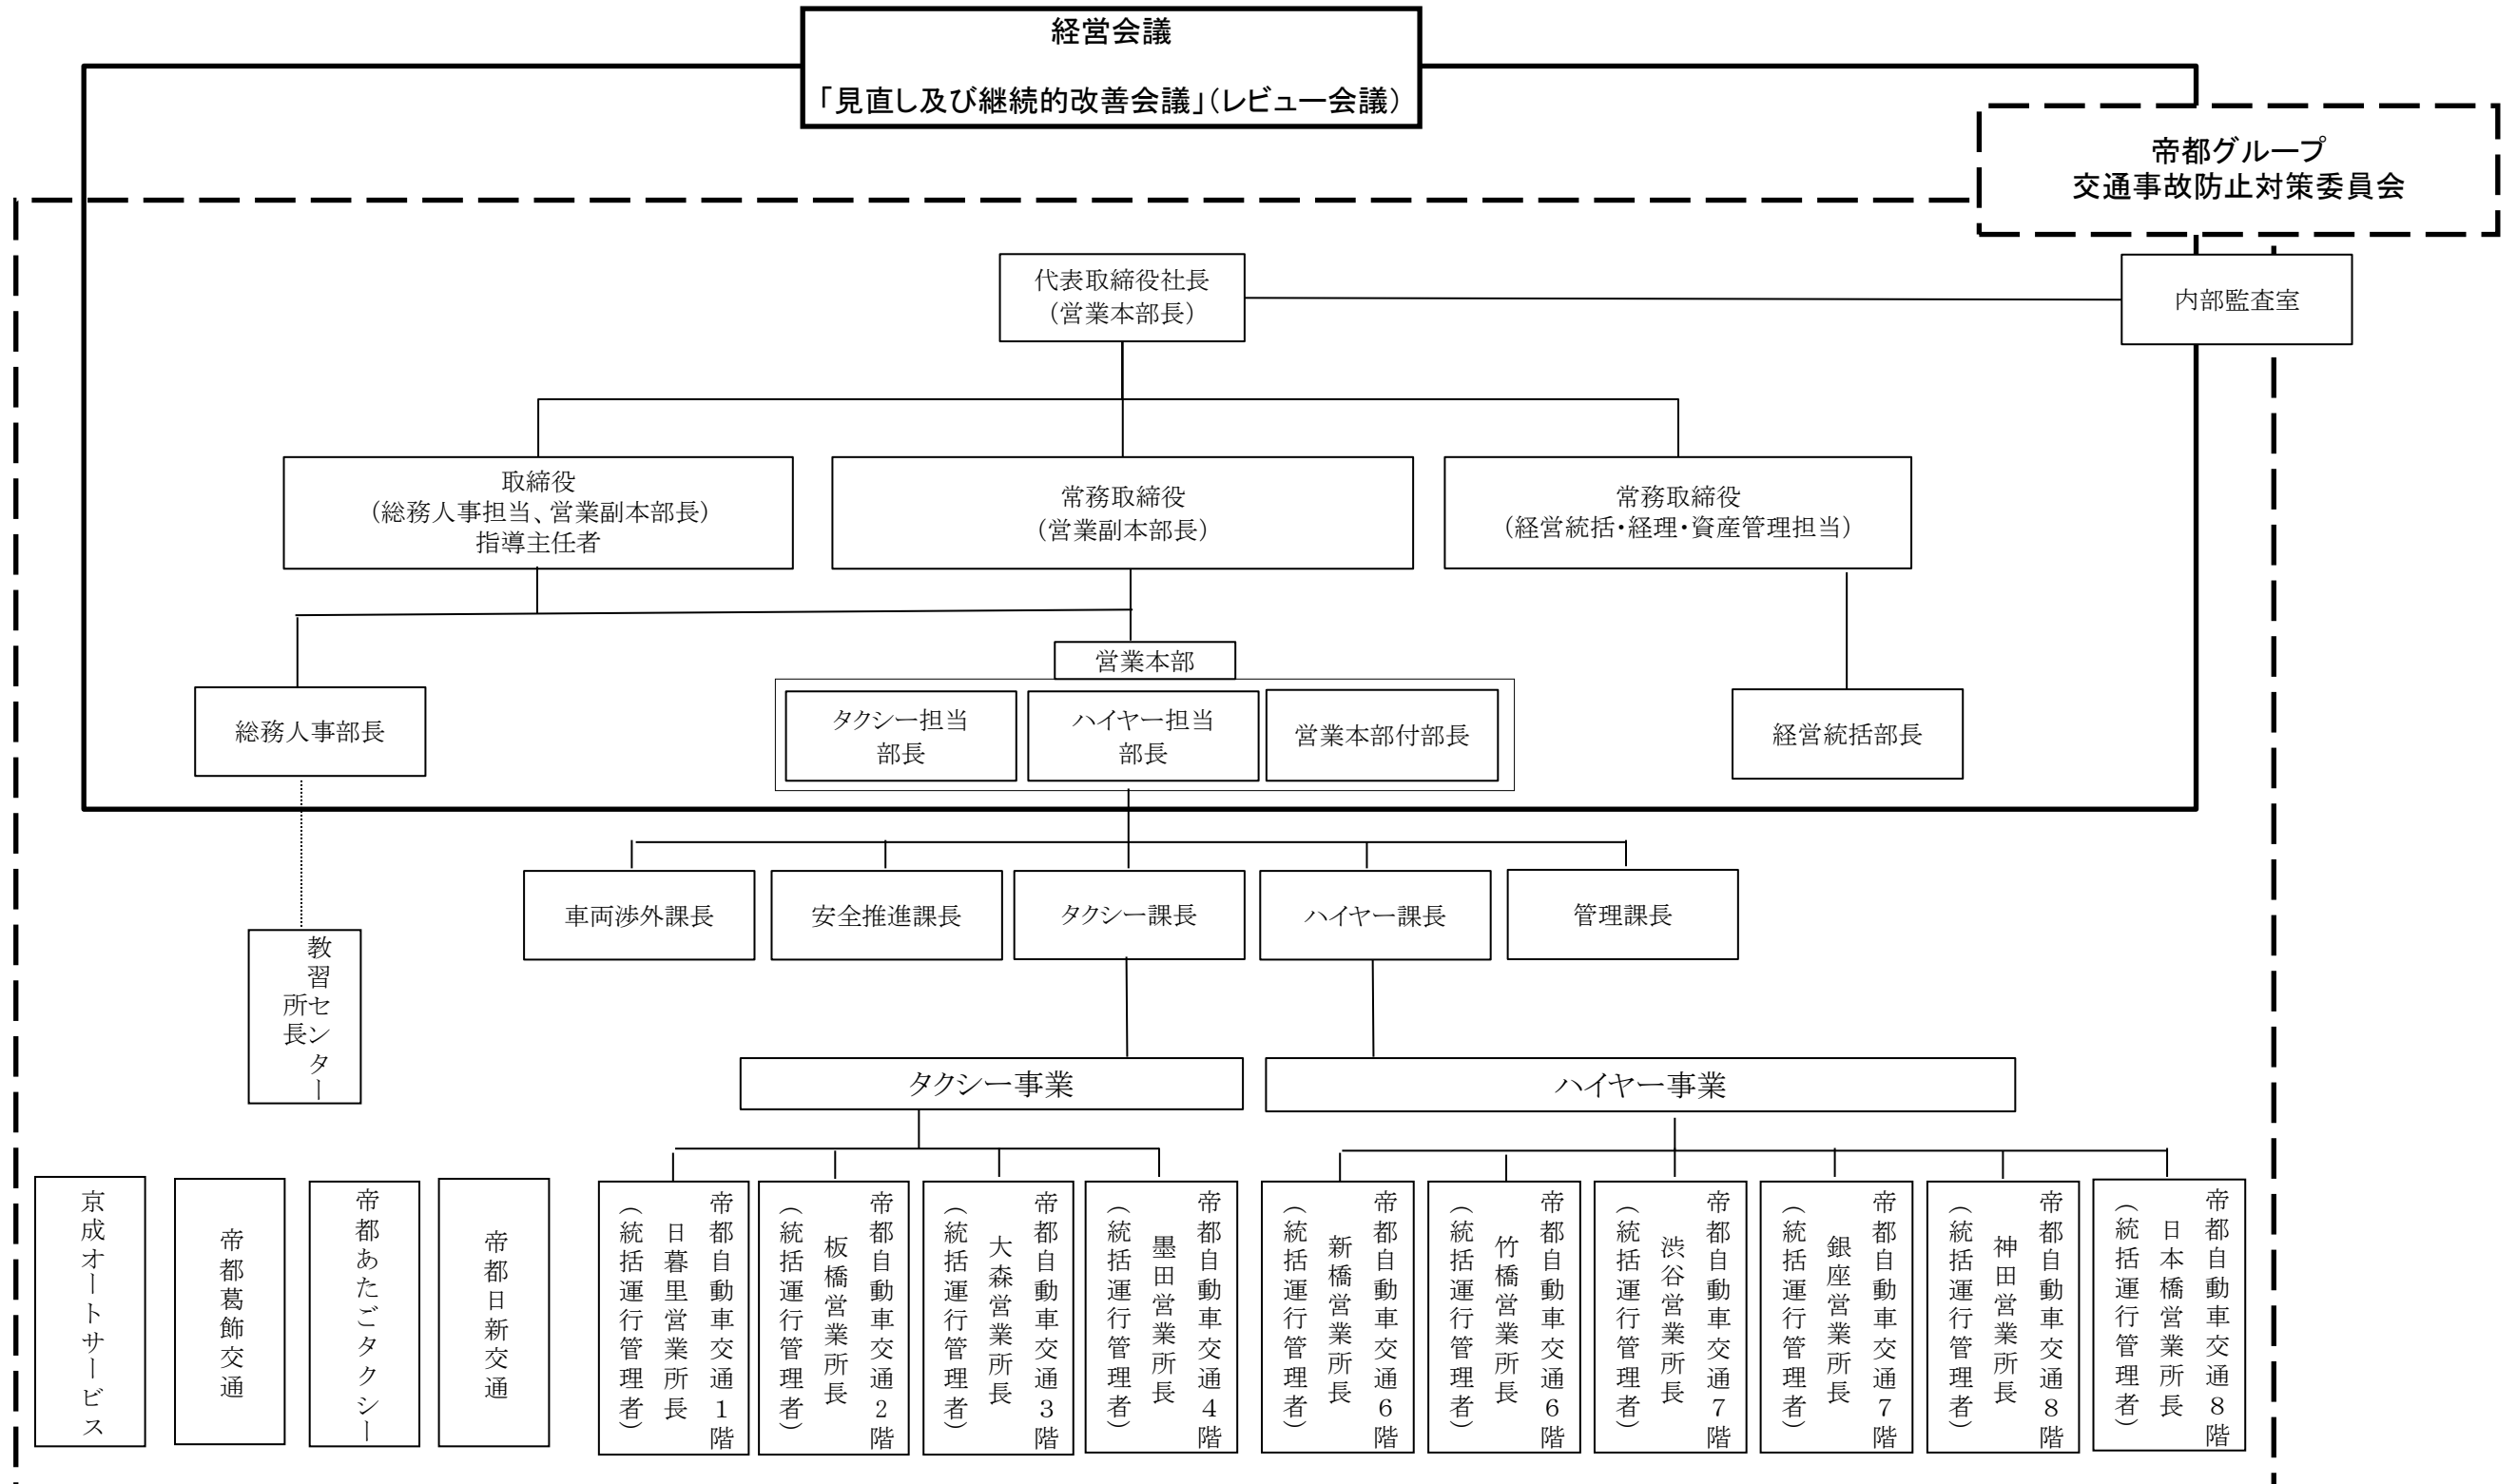 経営会議
「見直し及び継続的改善会議」（レビュー会議）
帝都グループ
交通事故防止対策委員会
代表取締役社長
（営業本部長）
内部監査室
取締役
（総務人事担当、営業副本部長）
指導主任者
常務取締役
（営業副本部長）
常務取締役
（経営統括・経理・資産管理担当）
営業本部
総務人事部長
タクシー担当
部長
ハイヤー担当
部長
営業本部付部長
経営統括部長
車両渉外課長
安全推進課長
タクシー課長
ハイヤー課長
管理課長
教習センター
所長
タクシー事業
ハイヤー事業
京成オートサービス
帝都葛飾交通
帝都あたごタクシー
帝都日新交通
帝都自動車交通1階
日暮里営業所長
（統括運行管理者）
帝都自動車交通2階
板橋営業所長
（統括運行管理者）
帝都自動車交通3階
大森営業所長
（統括運行管理者）
帝都自動車交通4階
墨田営業所長
（統括運行管理者）
帝都自動車交通6階
新橋営業所長
（統括運行管理者）
帝都自動車交通6階
竹橋営業所長
（統括運行管理者）
帝都自動車交通7階
渋谷営業所長
（統括運行管理者）
帝都自動車交通7階
銀座営業所長
（統括運行管理者）
帝都自動車交通8階
神田営業所長
（統括運行管理者）
帝都自動車交通8階
日本橋営業所長
（統括運行管理者）